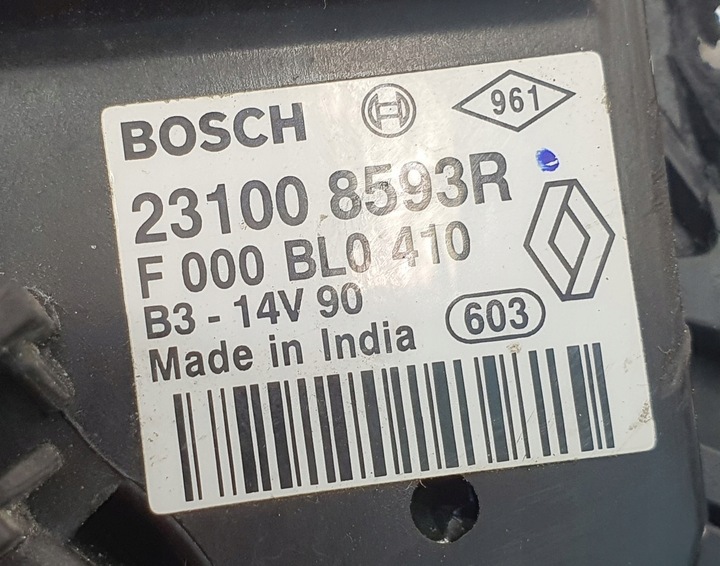 BOSCH
961
23100 8593R
F 000 BL0 410
B3 - 14V 90
603
Made in India